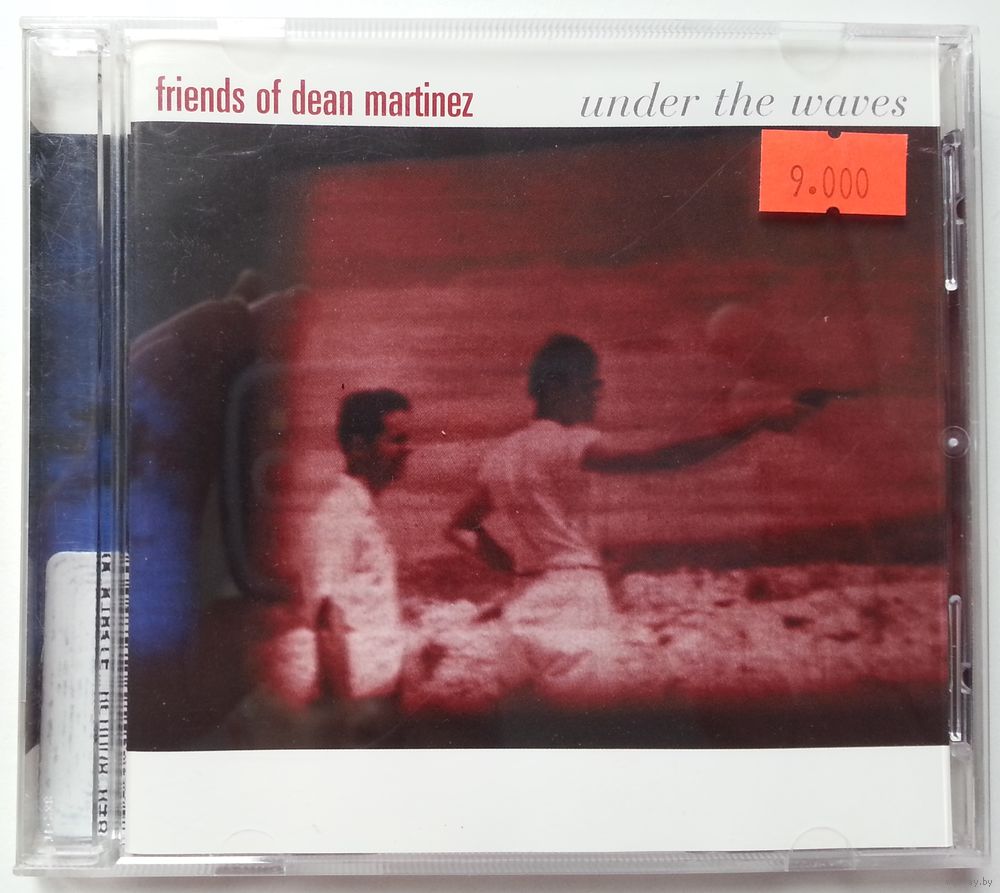 friends of dean martinez
under the waves
9.000